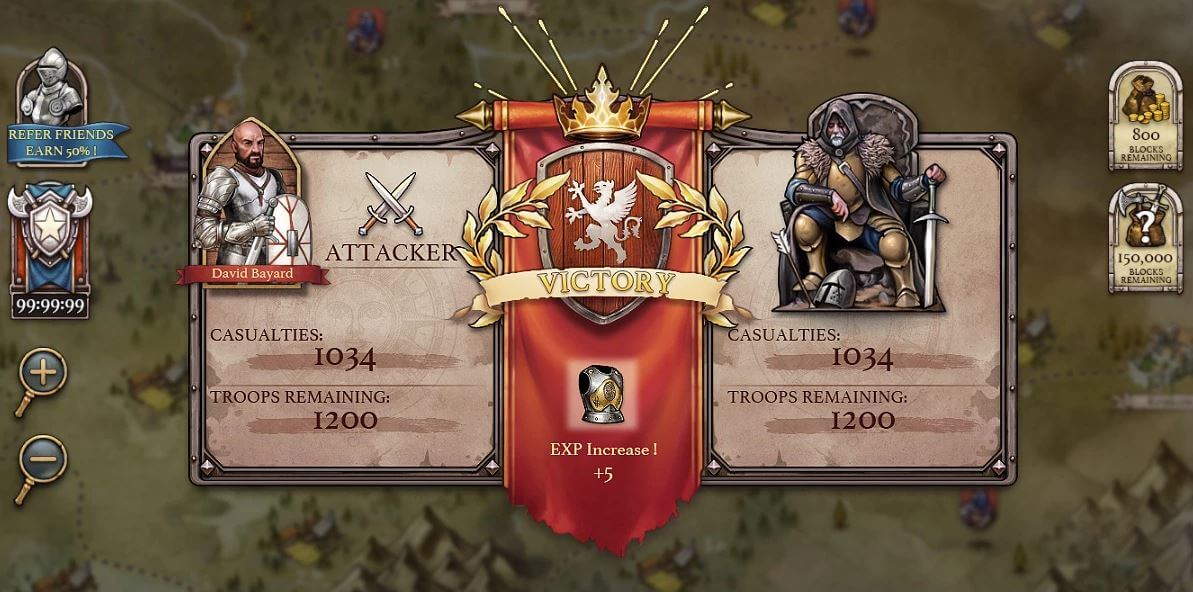 REFER FRIENDS
EARN 50% !
99:99:99
David Bayard
ATTACKER
CASUALTIES:
1034
TROOPS REMAINING:
1200
VICTORY
EXP Increase !
+5
CASUALTIES:
1034
TROOPS REMAINING:
1200
800
BLOCKS
REMAINING
?
150,000
BLOCKS
REMAINING